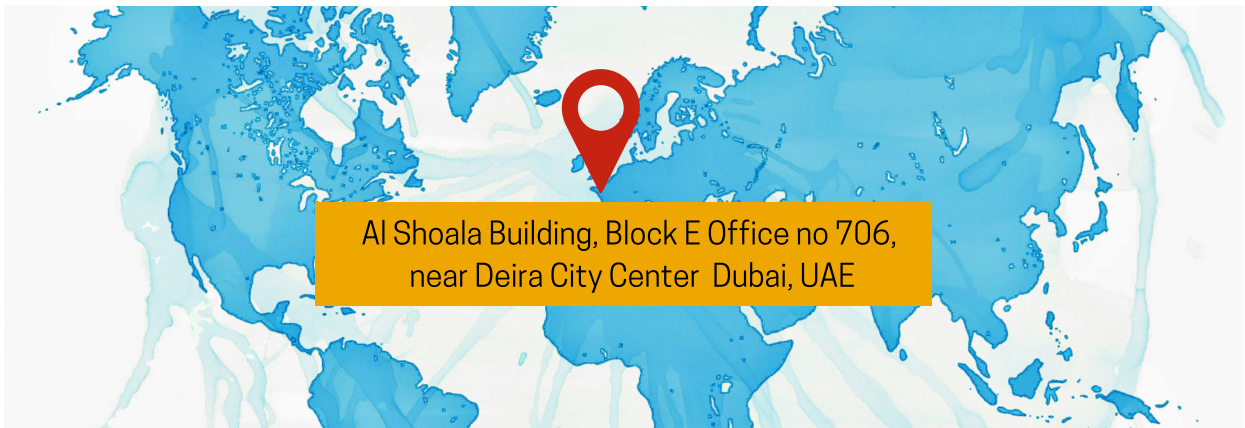 Al Shoala Building, Block E Office no 706,
near Deira City Center  Dubai, UAE